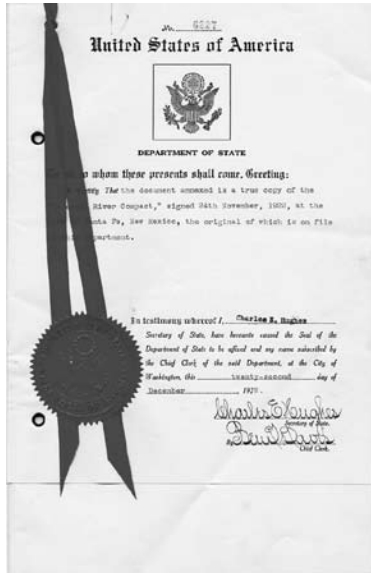 No. 6227
United States of America
DEPARTMENT OF STATE
To all to whom these presents shall come, Greeting:
the document annexed is a true copy of the
River Compact," signed 24th November, 1922, at the
Santa Fe, New Mexico, the original of which is on file
department.
In testimony whereof I, Charles E. Hughes
Secretary of State, have hereunto caused the Seal of the
Department of State to be affixed and my name subscribed by
the Chief Clerk of the said Department, at the City of
Washington, this twenty-second day of
December
Charles E Hughes
Secretary of State.
By
Chief Clerk.